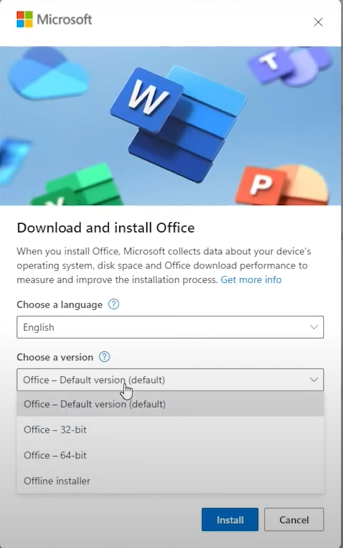 Microsoft
W
T
P
Download and install Office
When you install Office, Microsoft collects data about your device's
operating system, disk space and Office download performance to
measure and improve the installation process. Get more info
Choose a language ?
English
Choose a version ?
Office – Default version (default)
Office – Default version (default)
Office – 32-bit
Office – 64-bit
Offline installer
Install Cancel